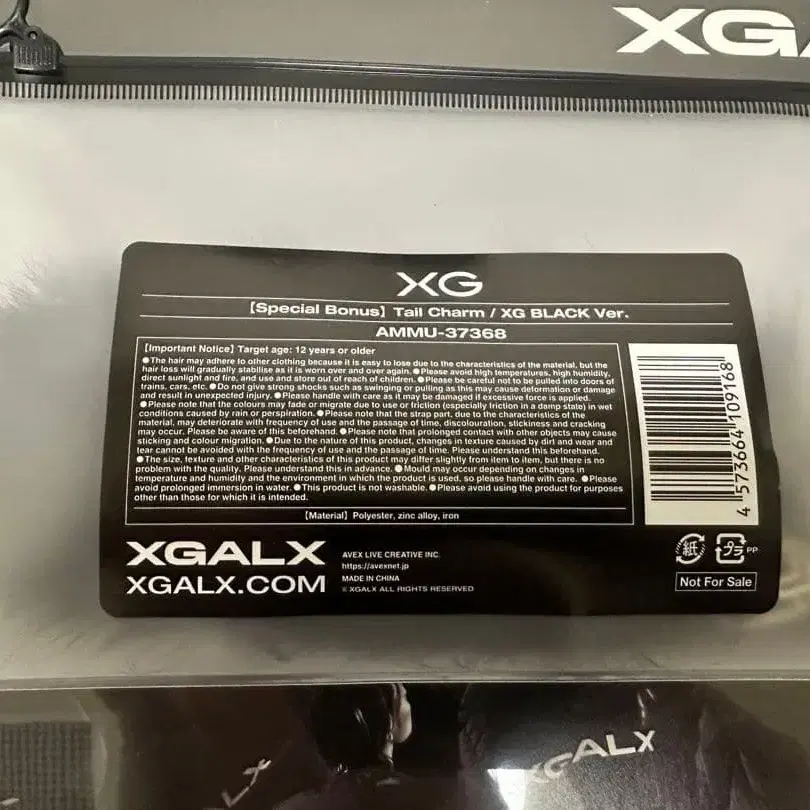 XG
XG
【Special Bonus】 Tail Charm / XG BLACK Ver.
AMMU-37368
【Important Notice】 Target age: 12 years or older
●The hair may adhere to other clothing because it is easy to lose due to the characteristics of the material, but the
hair loss will gradually stabilise as it is worn over and over again. ●Please avoid high temperatures, high humidity,
direct sunlight and fire, and use and store out of reach of children. ●Please be careful not to be pulled into doors of
trains, cars, etc. ●Do not give strong shocks such as swinging or pulling as this may cause deformation or damage
and result in unexpected injury. ●Please handle with care as it may be damaged if excessive force is applied.
●Please note that the colours may fade or migrate due to use or friction (especially friction in a damp state) in wet
conditions caused by rain or perspiration. ●Please note that the strap part, due to the characteristics of the
material, may deteriorate with frequency of use and the passage of time, discolouration, stickiness and cracking
may occur. Please be aware of this beforehand. ●Please note that prolonged contact with other objects may cause
sticking and colour migration. ●Due to the nature of this product, changes in texture caused by dirt and wear and
tear cannot be avoided with the frequency of use and the passage of time. Please understand this beforehand.
●The size, texture and other characteristics of this product may differ slightly from item to item, but there is no
problem with the quality. Please understand this in advance. ●Mould may occur depending on changes in
temperature and humidity and the environment in which the product is used, so please handle with care. ●Please
avoid prolonged immersion in water. ●This product is not washable. ●Please avoid using the product for purposes
other than those for which it is intended.
【Material】 Polyester, zinc alloy, iron
4 573664 109168
XGALX
XGALX.COM
AVEX LIVE CREATIVE INC.
https://avexnet.jp
MADE IN CHINA
© XGALX ALL RIGHTS RESERVED
紙 プラ PP
Not For Sale
LX
XGALX